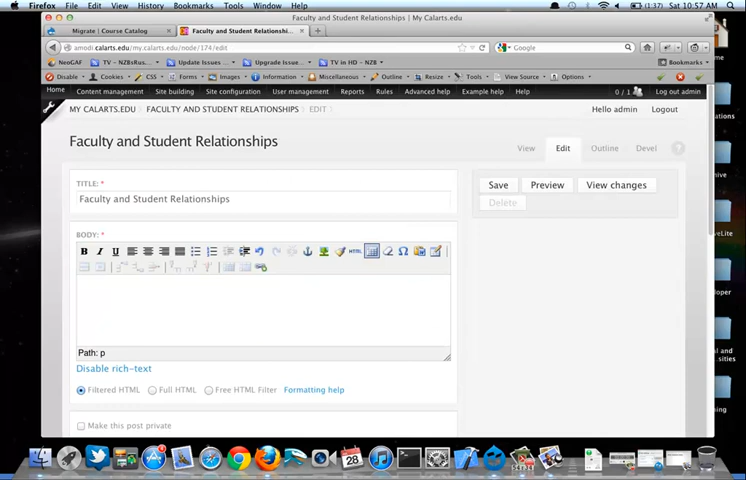 Firefox File Edit View History Bookmarks Tools Window Help (1:37) Sat 10:57 AM
Faculty and Student Relationships | My Calarts.edu
Migrate | Course Catalog Faculty and Student Relationshi...
amodi.calarts.edu/my.calarts.edu/node/174/edit Google
NeoGAF TV – NZBsRus... Update Issues ... Upgrade Issue... TV in HD – NZB Bookmarks
Disable Cookies CSS Forms Images Information Miscellaneous Outline Resize Tools View Source Options
Home Content management Site building Site configuration User management Reports Rules Advanced help Example help Help 0 / 1 Log out admin
MY CALARTS.EDU FACULTY AND STUDENT RELATIONSHIPS EDIT Hello admin Logout
Faculty and Student Relationships View Edit Outline Devel ?
TITLE: *
Faculty and Student Relationships
Save Preview View changes
Delete
BODY: *
B I U HTML Ω
Path: p
Disable rich-text
Filtered HTML Full HTML Free HTML Filter Formatting help
Make this post private
28